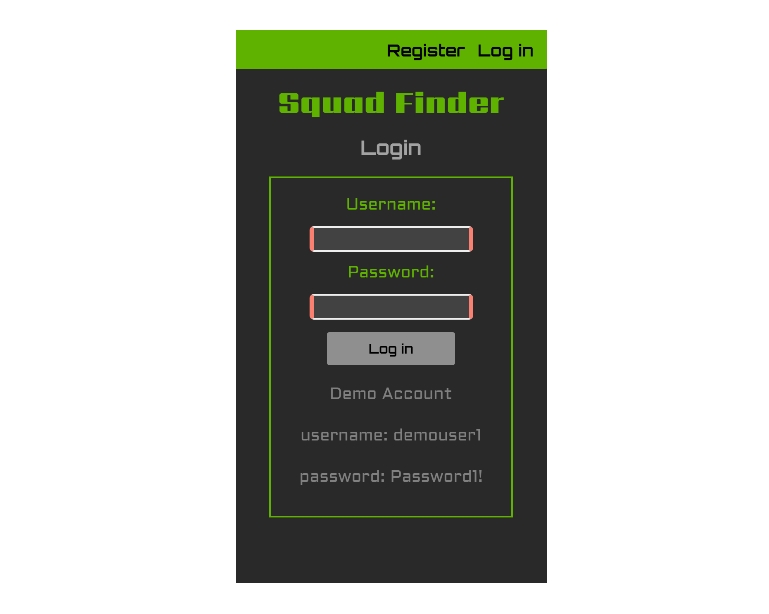 Register Log in
Squad Finder
Login
Username:
Password:
Log in
Demo Account
username: demouser1
password: Password1!